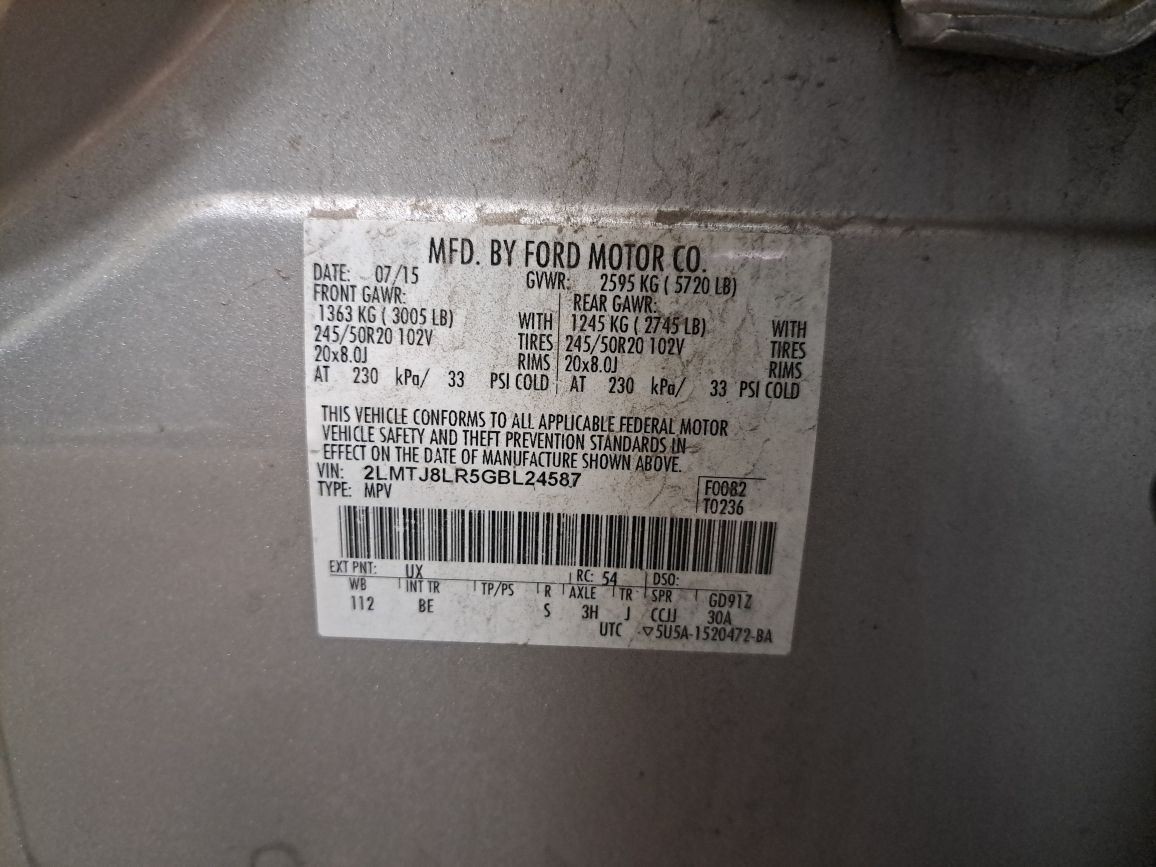 MFD. BY FORD MOTOR CO.
DATE: 07/15 GVWR: 2595 KG ( 5720 LB)
FRONT GAWR: REAR GAWR:
1363 KG ( 3005 LB) WITH 1245 KG ( 2745 LB) WITH
245/50R20 102V TIRES 245/50R20 102V TIRES
20x8.0J RIMS 20x8.0J RIMS
AT 230 kPa/ 33 PSI COLD AT 230 kPa/ 33 PSI COLD
THIS VEHICLE CONFORMS TO ALL APPLICABLE FEDERAL MOTOR
VEHICLE SAFETY AND THEFT PREVENTION STANDARDS IN
EFFECT ON THE DATE OF MANUFACTURE SHOWN ABOVE.
VIN: 2LMTJ8LR5GBL24587
TYPE: MPV F0082
T0236
EXT PNT: UX RC: 54 DSO:
WB INT TR TP/PS R AXLE TR SPR GD91Z
112 BE S 3H J CCJJ 30A
UTC ▽5U5A-1520472-BA